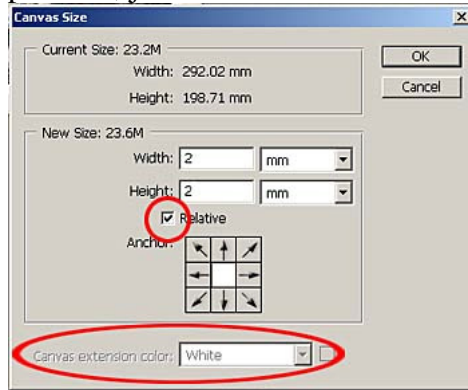 Canvas Size
Current Size: 23.2M
OK
Width: 292.02 mm
Cancel
Height: 198.71 mm
New Size: 23.6M
Width: 2 mm
Height: 2 mm
Relative
Anchor:
Canvas extension color: White